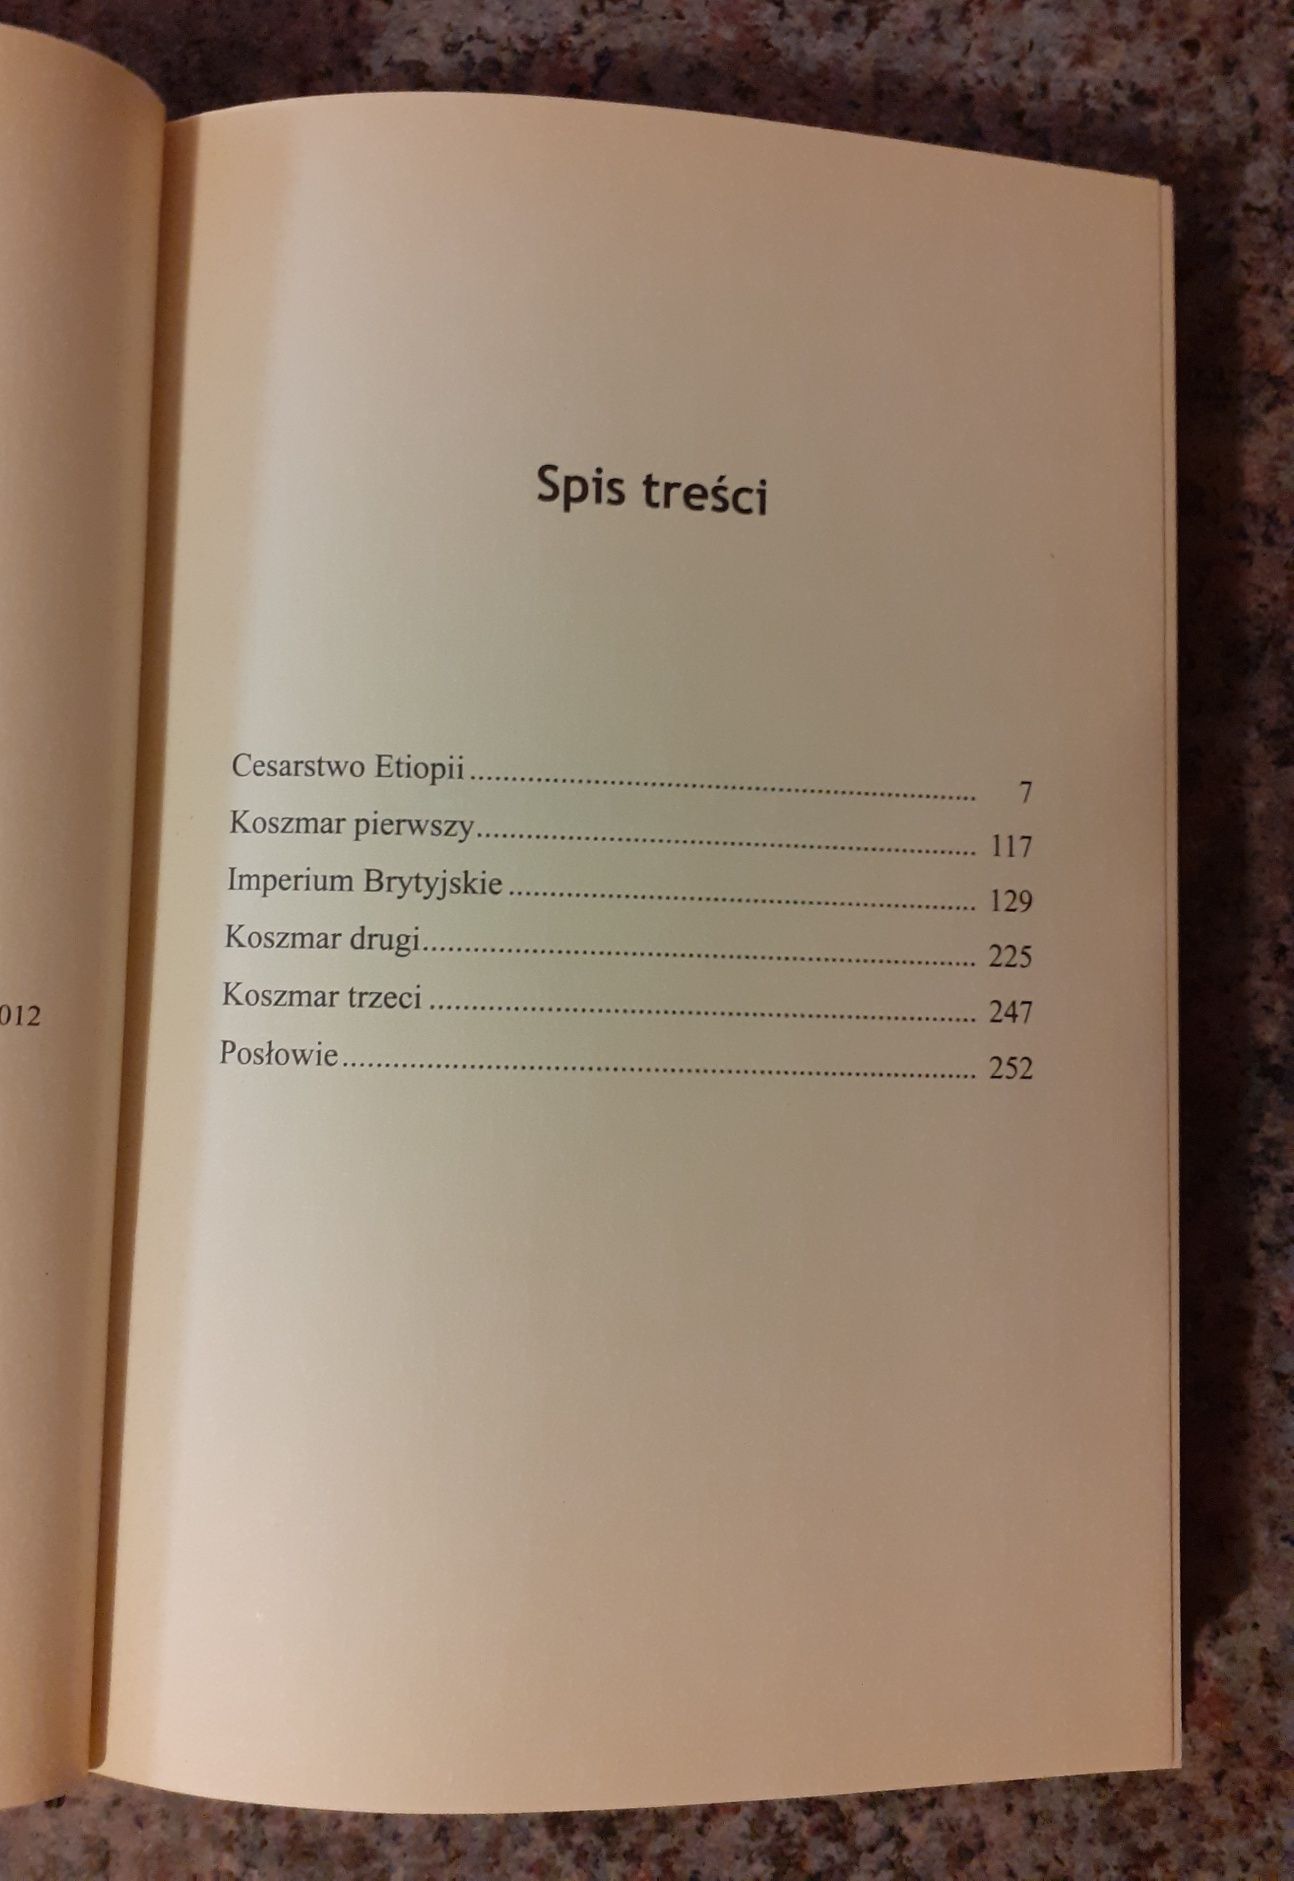 Spis treści
Cesarstwo Etiopii ........ 7
Koszmar pierwszy ........ 117
Imperium Brytyjskie ........ 129
Koszmar drugi ........ 225
Koszmar trzeci ........ 247
Posłowie ........ 252
012